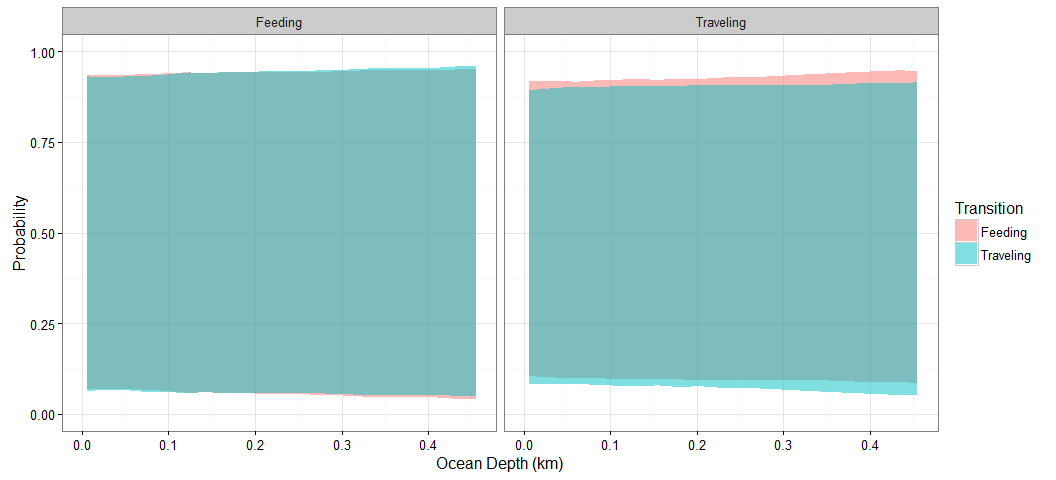 Feeding
Traveling
1.00
0.75
0.50
0.25
0.00
Probability
0.0 0.1 0.2 0.3 0.4
0.0 0.1 0.2 0.3 0.4
Ocean Depth (km)
Transition
Feeding
Traveling